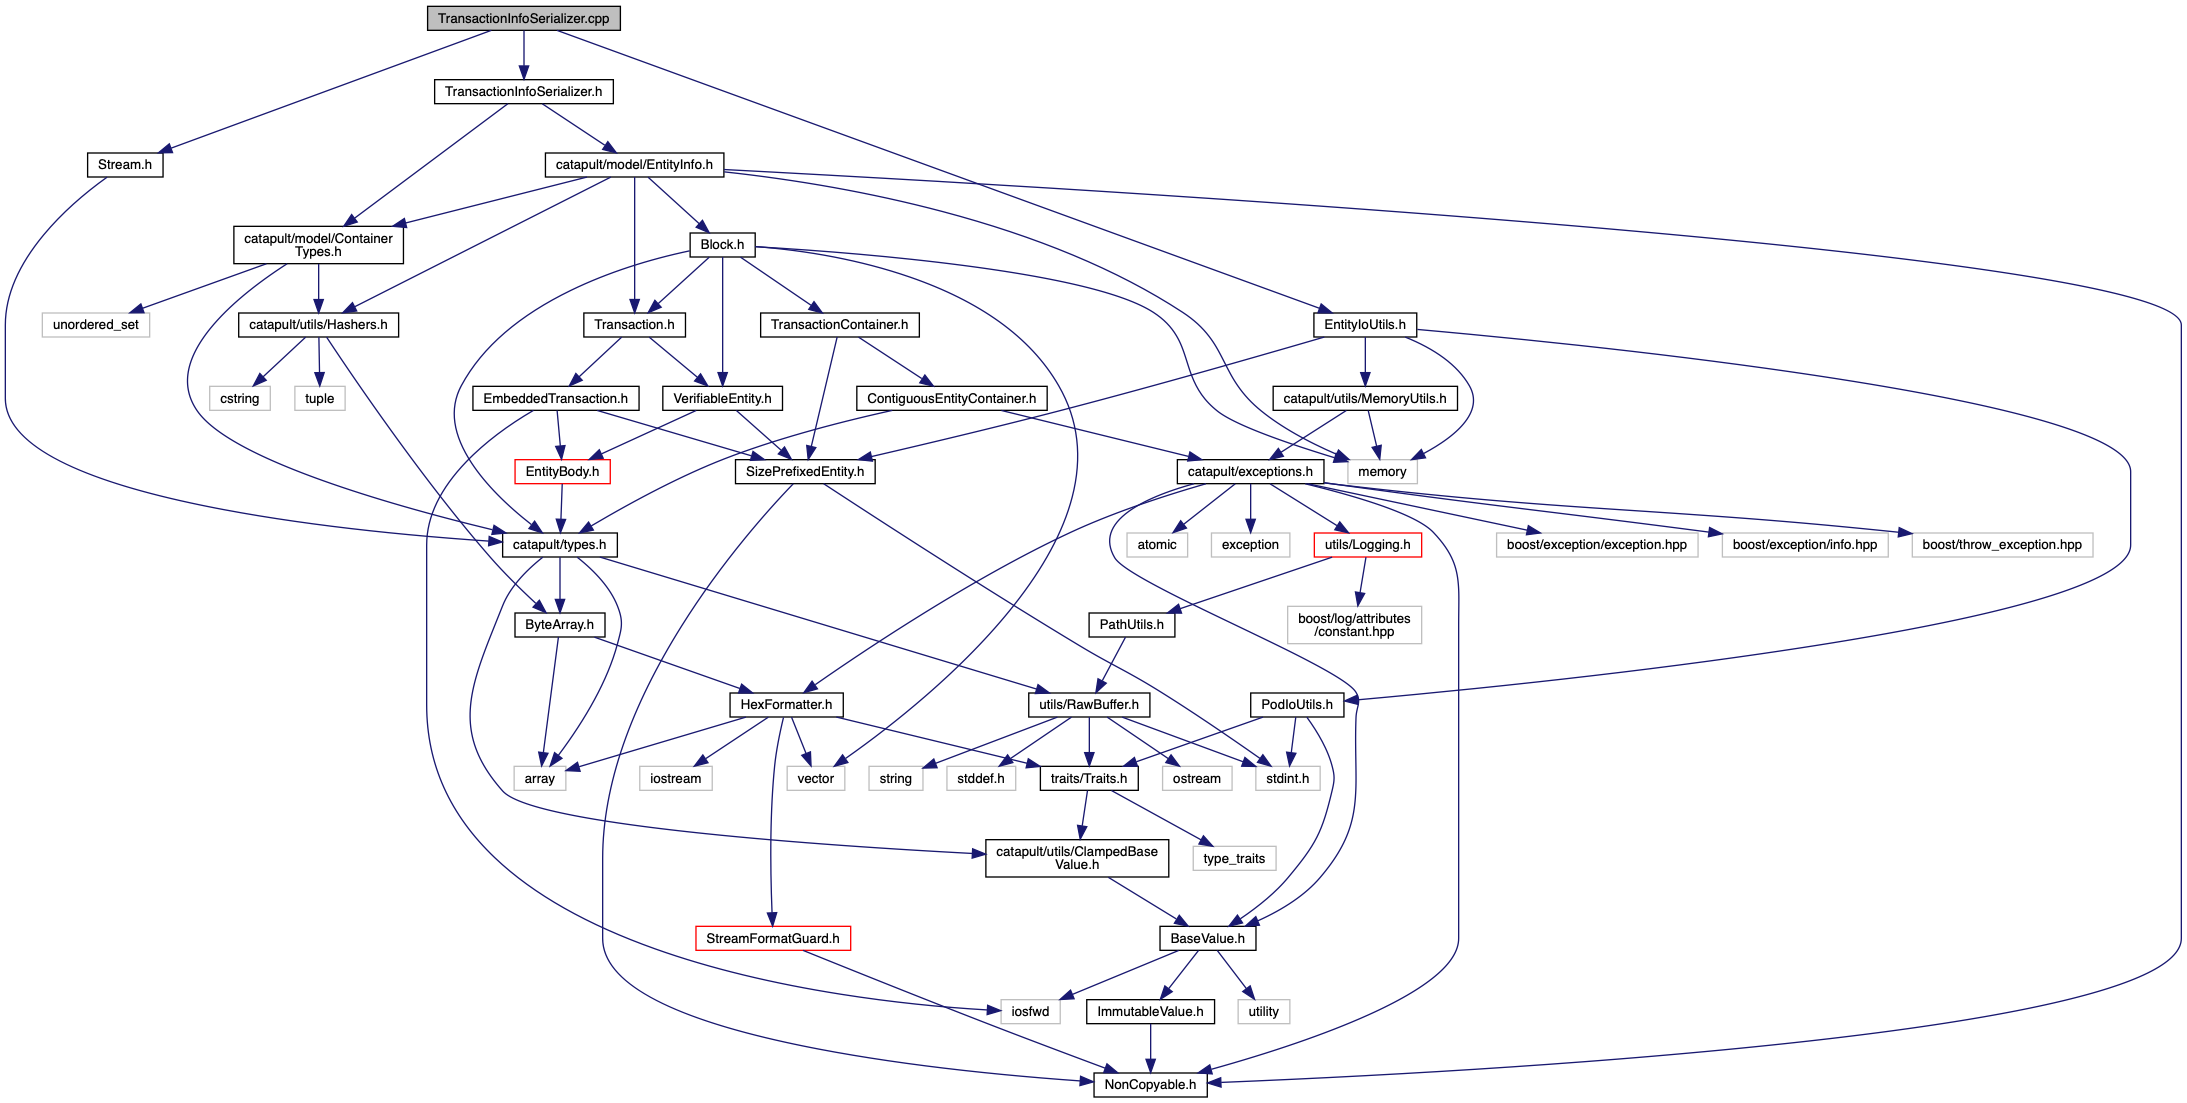 TransactionInfoSerializer.cpp
TransactionInfoSerializer.h
Stream.h
catapult/model/EntityInfo.h
catapult/model/Container
Types.h
Block.h
unordered_set
catapult/utils/Hashers.h
Transaction.h
TransactionContainer.h
EntityIoUtils.h
cstring
tuple
EmbeddedTransaction.h
VerifiableEntity.h
ContiguousEntityContainer.h
catapult/utils/MemoryUtils.h
EntityBody.h
SizePrefixedEntity.h
catapult/exceptions.h
memory
catapult/types.h
atomic
exception
utils/Logging.h
boost/exception/exception.hpp
boost/exception/info.hpp
boost/throw_exception.hpp
ByteArray.h
PathUtils.h
boost/log/attributes
/constant.hpp
HexFormatter.h
utils/RawBuffer.h
PodIoUtils.h
array
iostream
vector
string
stddef.h
traits/Traits.h
ostream
stdint.h
catapult/utils/ClampedBase
Value.h
type_traits
StreamFormatGuard.h
BaseValue.h
iosfwd
ImmutableValue.h
utility
NonCopyable.h